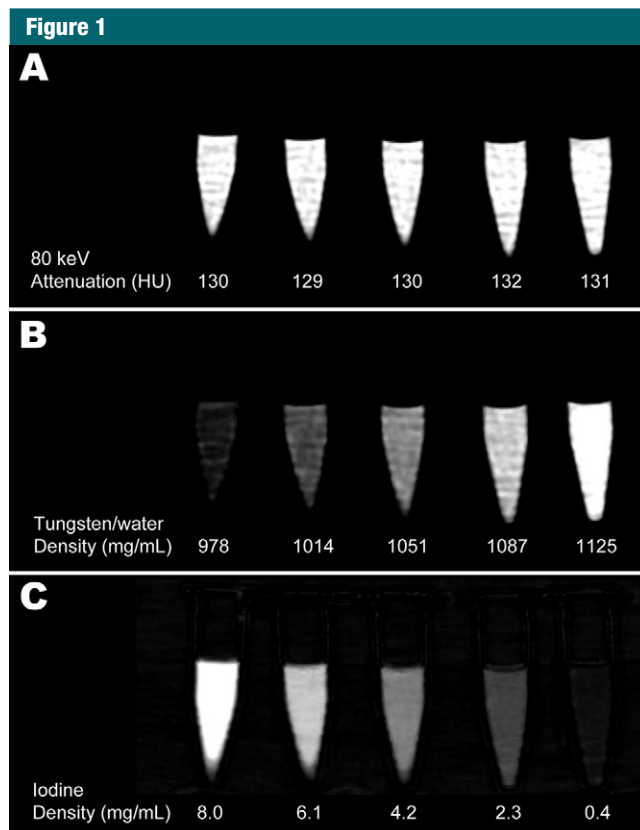 Figure 1
A
80 keV
Attenuation (HU) 130 129 130 132 131
B
Tungsten/water
Density (mg/mL) 978 1014 1051 1087 1125
C
Iodine
Density (mg/mL) 8.0 6.1 4.2 2.3 0.4